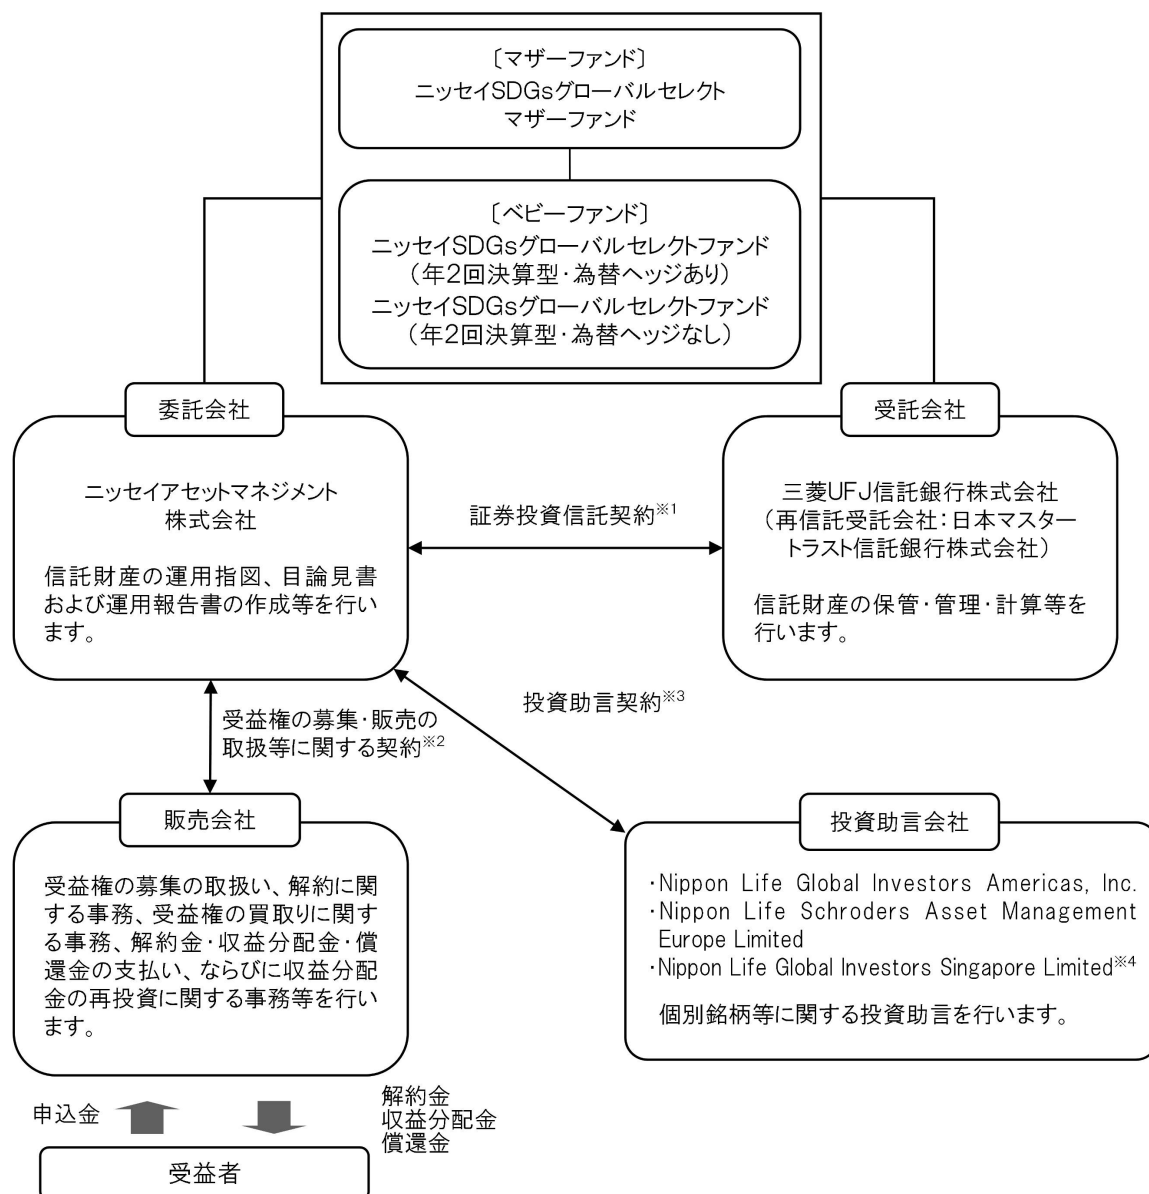 〔マザーファンド〕
ニッセイSDGsグローバルセレクト
マザーファンド
〔ベビーファンド〕
ニッセイSDGsグローバルセレクトファンド
（年2回決算型・為替ヘッジあり）
ニッセイSDGsグローバルセレクトファンド
（年2回決算型・為替ヘッジなし）
委託会社
ニッセイアセットマネジメント
株式会社
信託財産の運用指図、目論見書
および運用報告書の作成等を行い
ます。
証券投資信託契約※1
受託会社
三菱UFJ信託銀行株式会社
（再信託受託会社：日本マスター
トラスト信託銀行株式会社）
信託財産の保管・管理・計算等を
行います。
受益権の募集・販売の
取扱等に関する契約※2
投資助言契約※3
販売会社
受益権の募集の取扱い、解約に関
する事務、受益権の買取りに関す
る事務、解約金・収益分配金・償
還金の支払い、ならびに収益分配
金の再投資に関する事務等を行い
ます。
投資助言会社
・Nippon Life Global Investors Americas, Inc.
・Nippon Life Schroders Asset Management
Europe Limited
・Nippon Life Global Investors Singapore Limited※4
個別銘柄等に関する投資助言を行います。
申込金
解約金
収益分配金
償還金
受益者